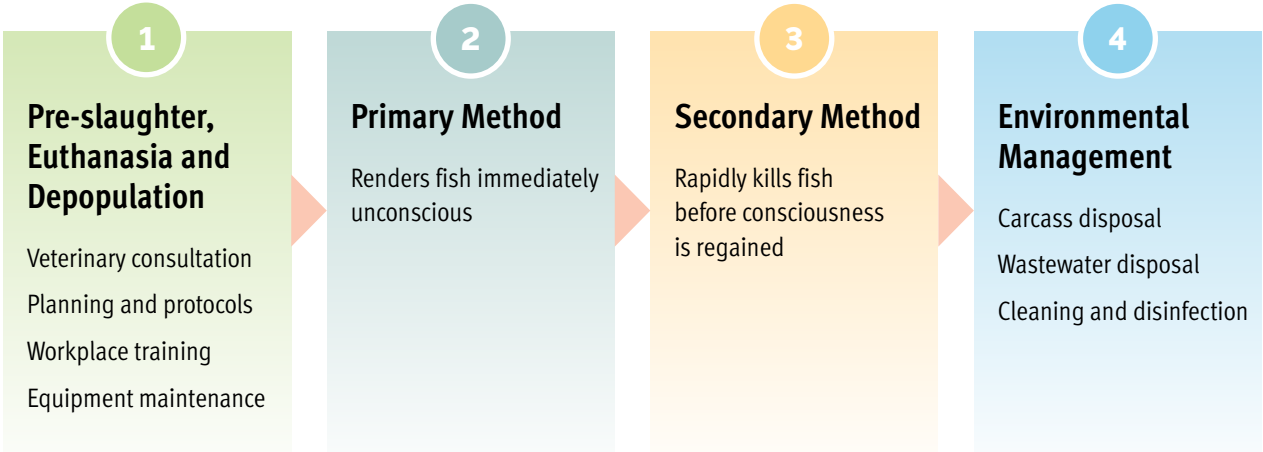 1
Pre-slaughter,
Euthanasia and
Depopulation
Veterinary consultation
Planning and protocols
Workplace training
Equipment maintenance
2
Primary Method
Renders fish immediately
unconscious
3
Secondary Method
Rapidly kills fish
before consciousness
is regained
4
Environmental
Management
Carcass disposal
Wastewater disposal
Cleaning and disinfection